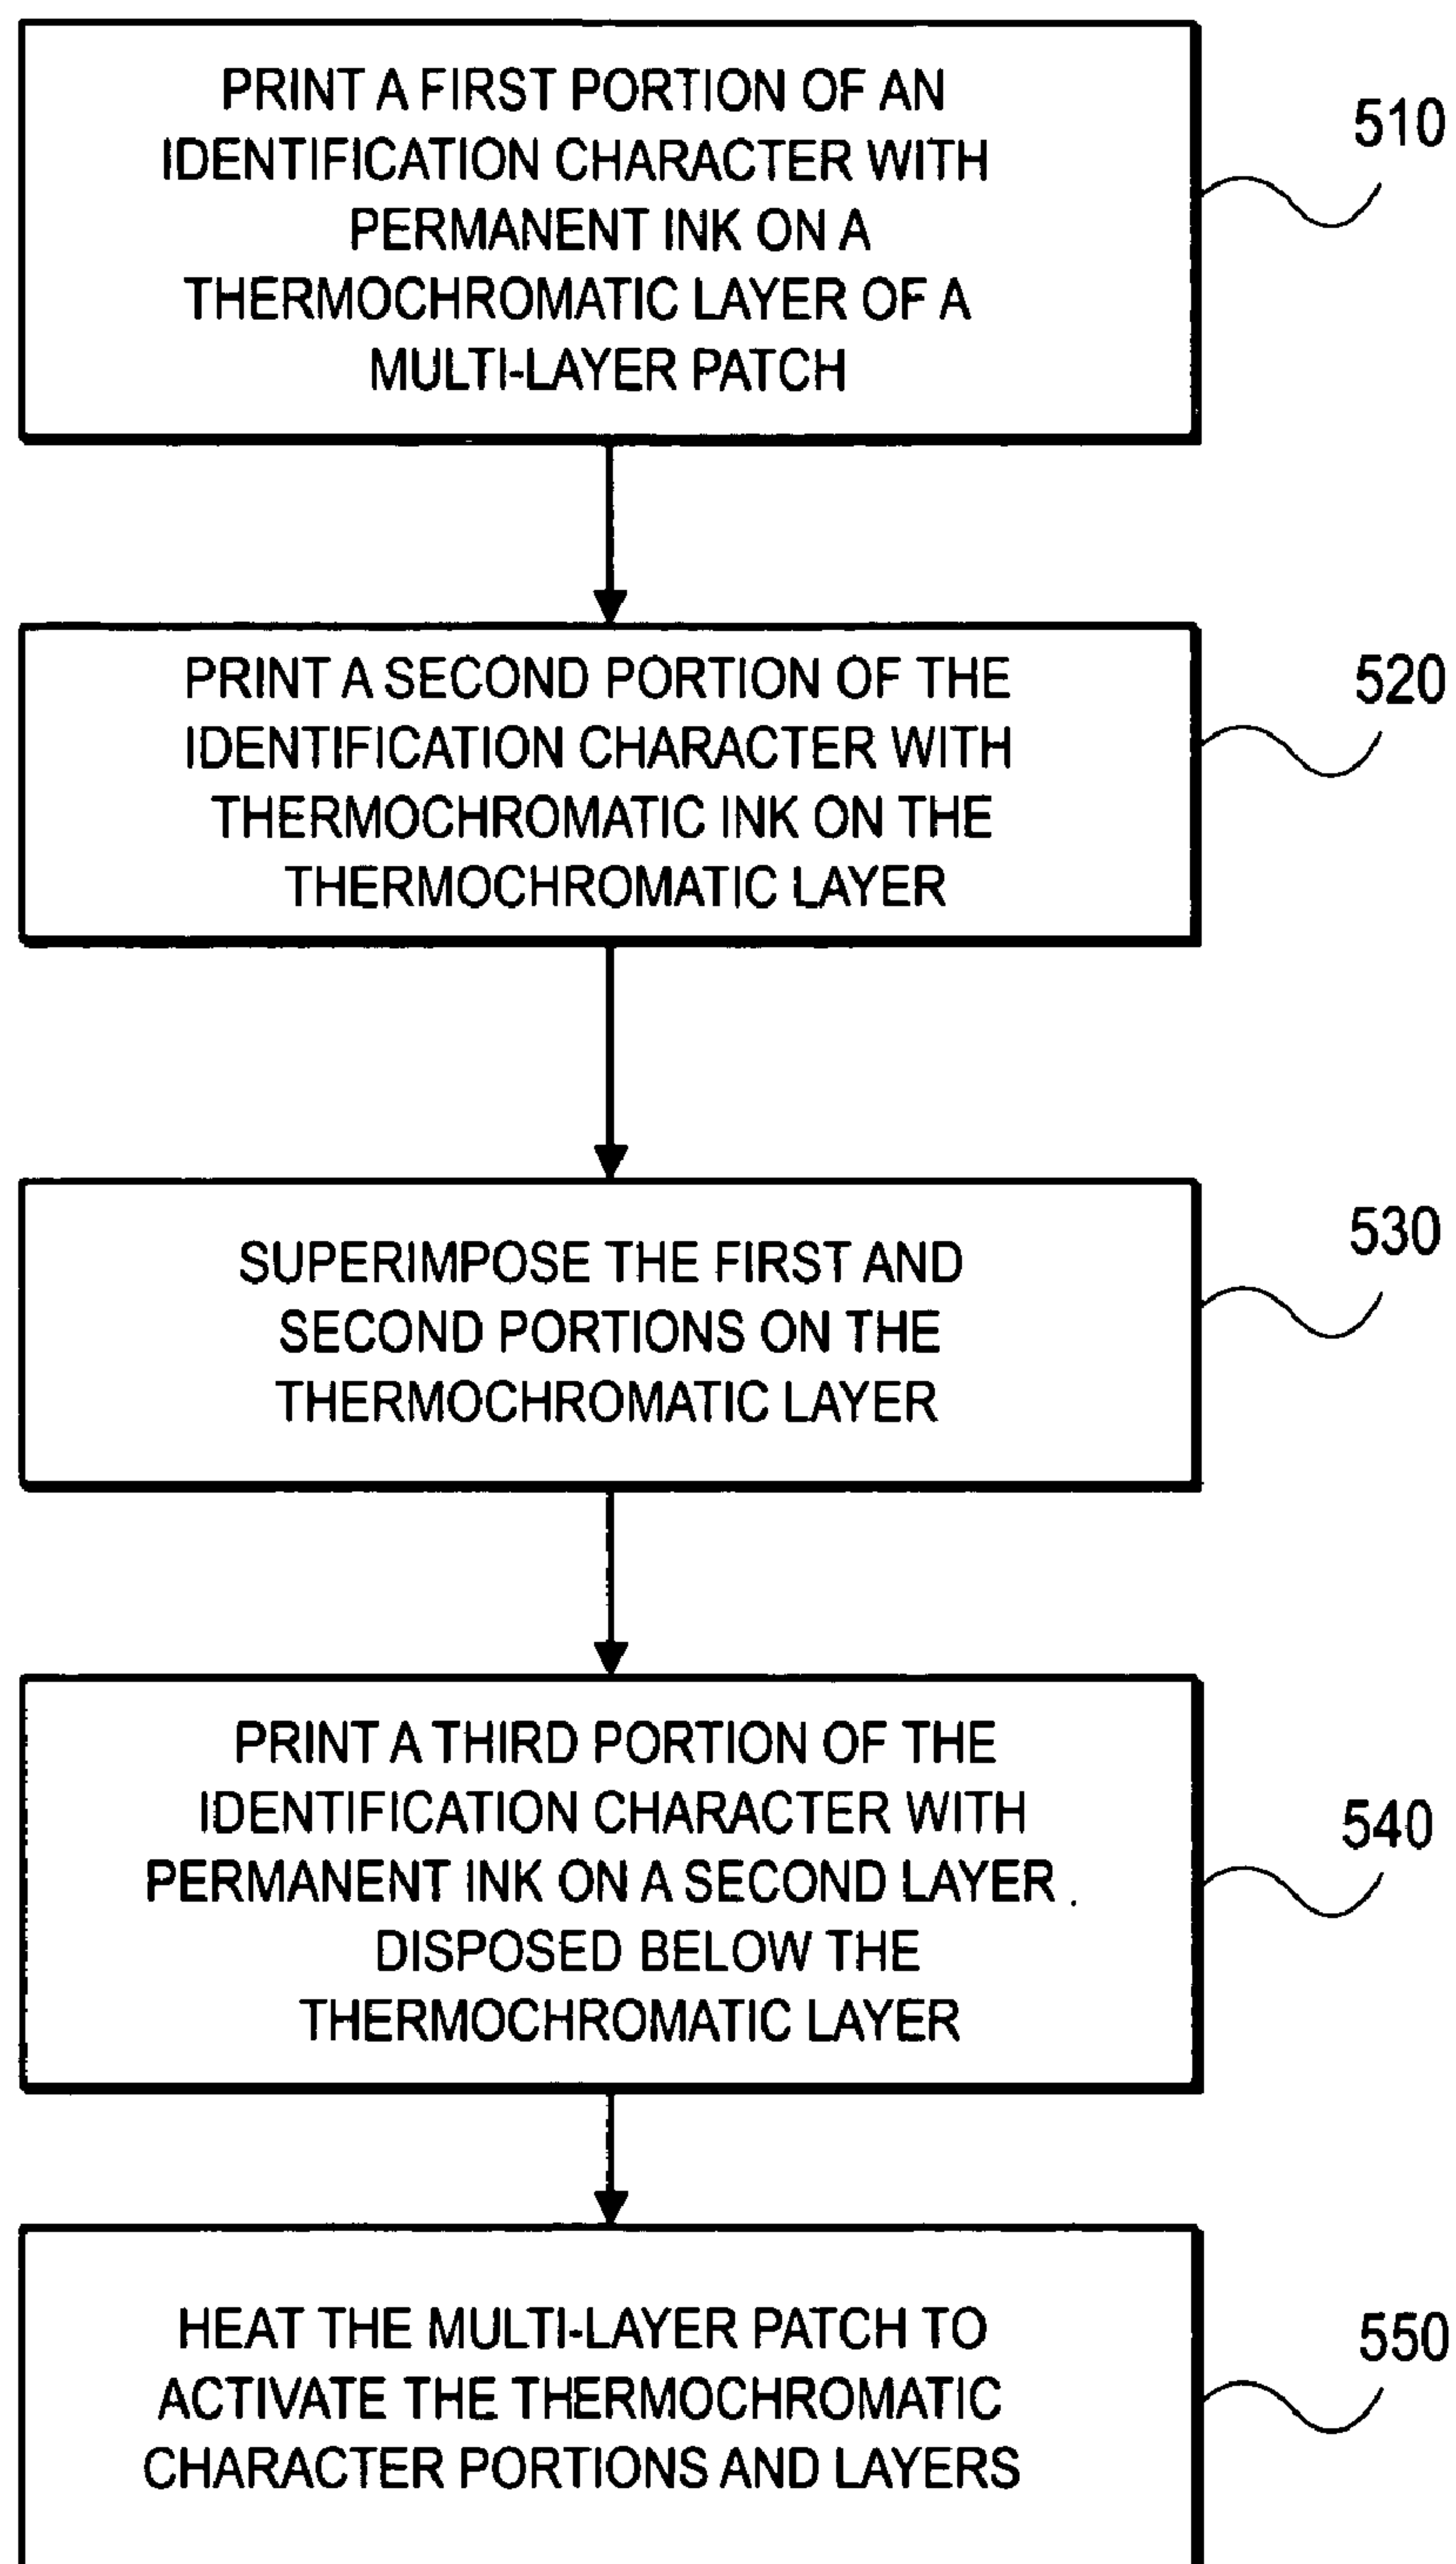 PRINT A FIRST PORTION OF AN
IDENTIFICATION CHARACTER WITH
PERMANENT INK ON A
THERMOCHROMATIC LAYER OF A
MULTI-LAYER PATCH
510
PRINT A SECOND PORTION OF THE
IDENTIFICATION CHARACTER WITH
THERMOCHROMATIC INK ON THE
THERMOCHROMATIC LAYER
520
SUPERIMPOSE THE FIRST AND
SECOND PORTIONS ON THE
THERMOCHROMATIC LAYER
530
PRINT A THIRD PORTION OF THE
IDENTIFICATION CHARACTER WITH
PERMANENT INK ON A SECOND LAYER
DISPOSED BELOW THE
THERMOCHROMATIC LAYER
540
HEAT THE MULTI-LAYER PATCH TO
ACTIVATE THE THERMOCHROMATIC
CHARACTER PORTIONS AND LAYERS
550